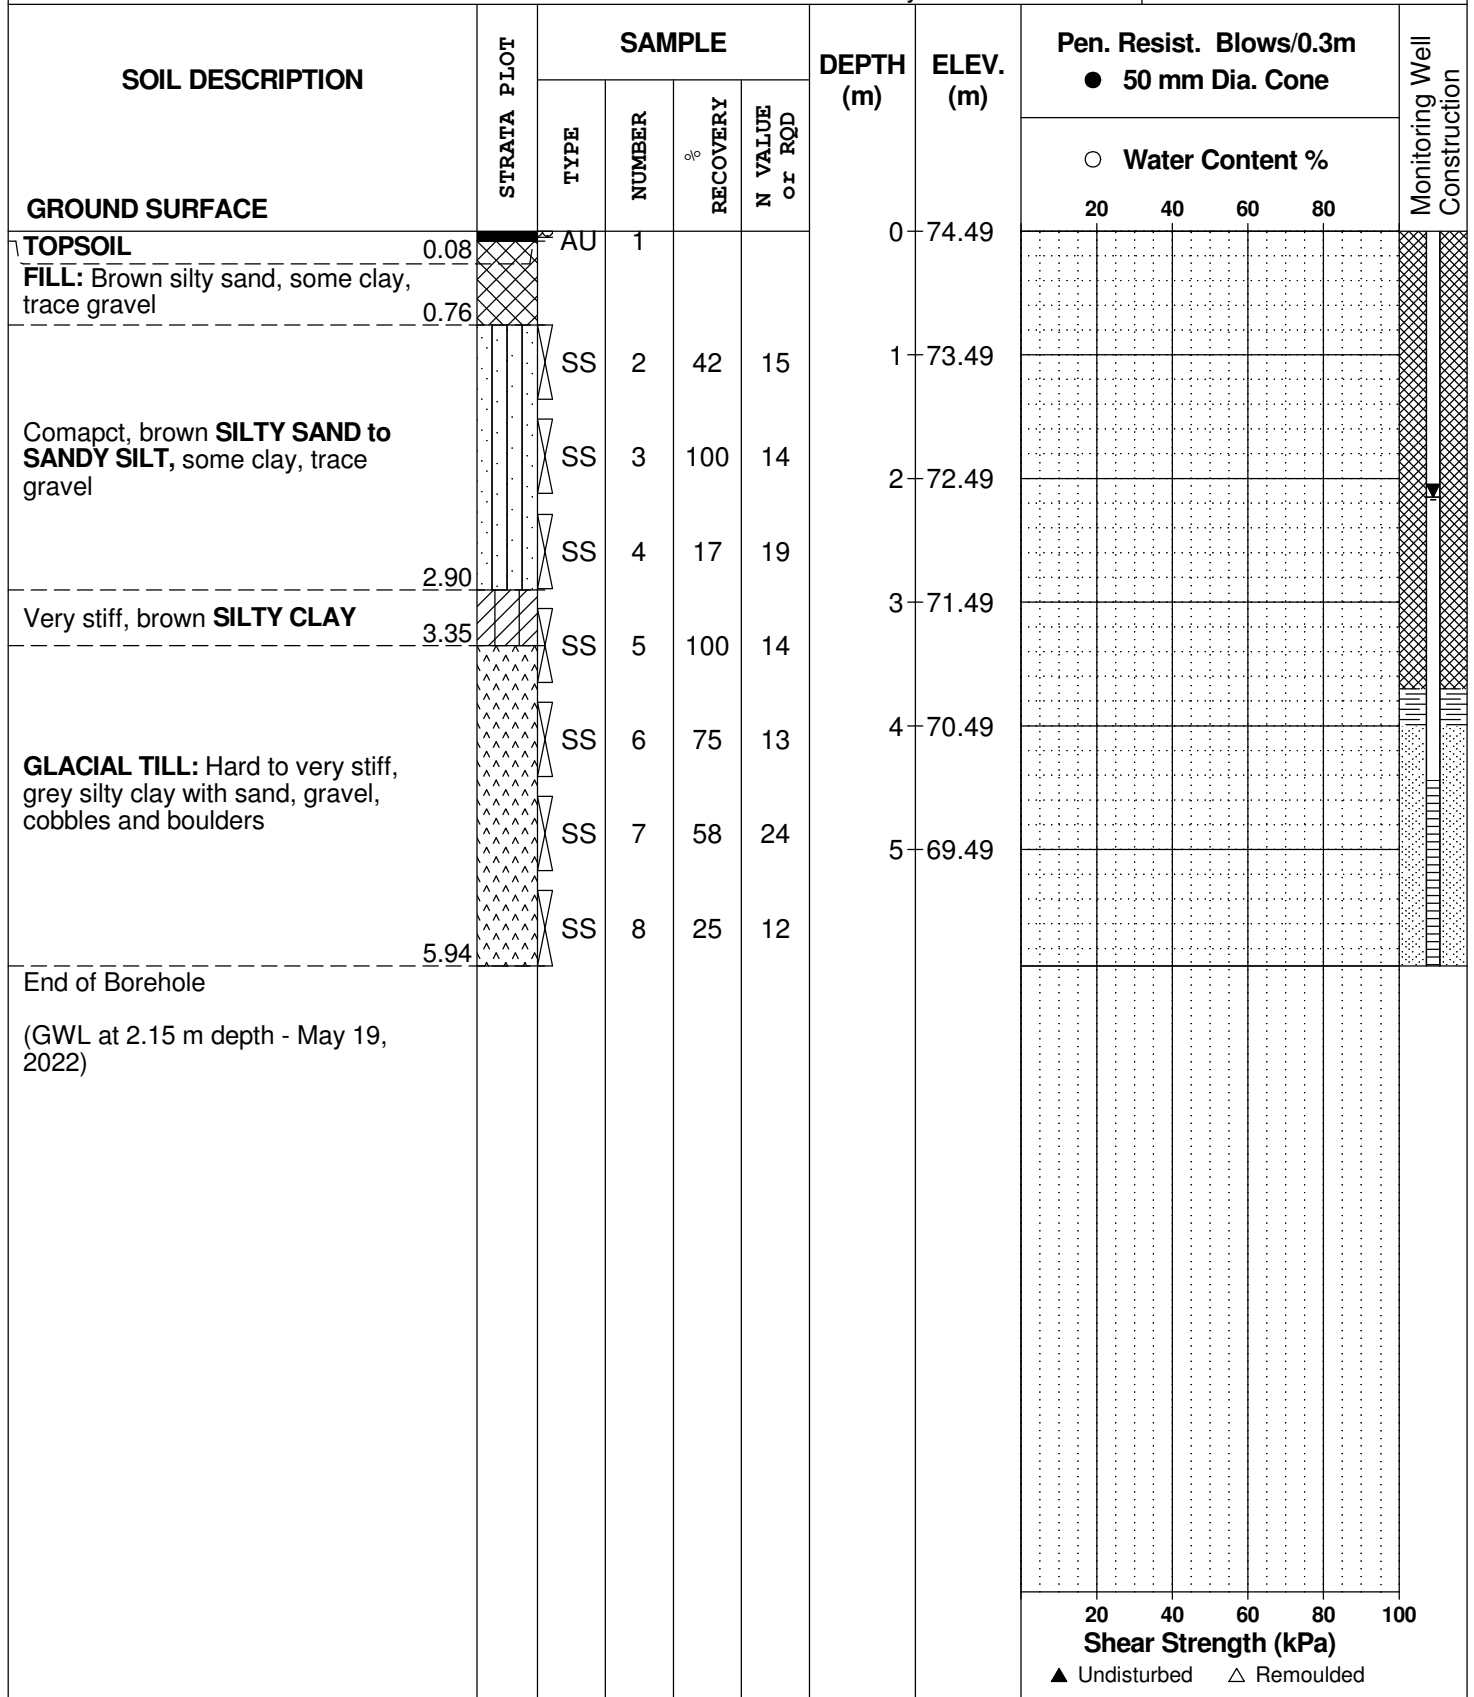 SOIL DESCRIPTION
GROUND SURFACE
STRATA PLOT
SAMPLE
TYPE
NUMBER
%
RECOVERY
N VALUE
or RQD
DEPTH
(m)
ELEV.
(m)
Pen. Resist. Blows/0.3m
● 50 mm Dia. Cone
○ Water Content %
20 40 60 80
Monitoring Well
Construction
TOPSOIL 0.08
FILL: Brown silty sand, some clay,
trace gravel 0.76
AU 1
0 74.49
SS 2 42 15
1 73.49
Comapct, brown SILTY SAND to
SANDY SILT, some clay, trace
gravel
SS 3 100 14
2 72.49
SS 4 17 19
2.90
3 71.49
Very stiff, brown SILTY CLAY
3.35
SS 5 100 14
4 70.49
SS 6 75 13
GLACIAL TILL: Hard to very stiff,
grey silty clay with sand, gravel,
cobbles and boulders
SS 7 58 24
5 69.49
SS 8 25 12
5.94
End of Borehole
(GWL at 2.15 m depth - May 19,
2022)
20 40 60 80 100
Shear Strength (kPa)
▲ Undisturbed △ Remoulded